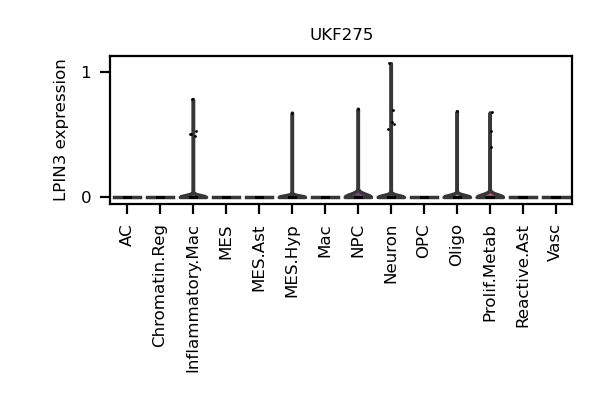 UKF275
LPIN3 expression
1
0
AC
Chromatin.Reg
Inflammatory.Mac
MES
MES.Ast
MES.Hyp
Mac
NPC
Neuron
OPC
Oligo
Prolif.Metab
Reactive.Ast
Vasc